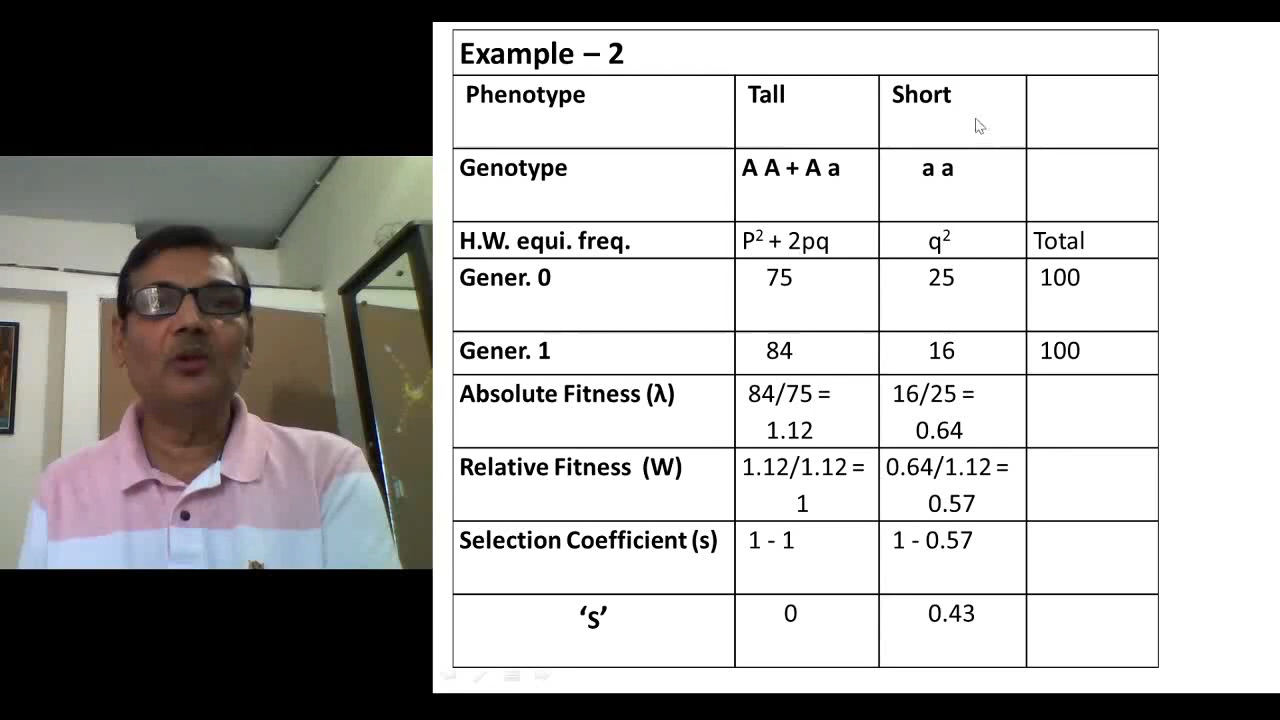 Example – 2
Phenotype Tall Short
Genotype A A + A a a a
H.W. equi. freq. P² + 2pq q² Total
Gener. 0 75 25 100
Gener. 1 84 16 100
Absolute Fitness (λ) 84/75 = 16/25 =
1.12 0.64
Relative Fitness (W) 1.12/1.12 = 0.64/1.12 =
1 0.57
Selection Coefficient (s) 1 - 1 1 - 0.57
‘s’ 0 0.43